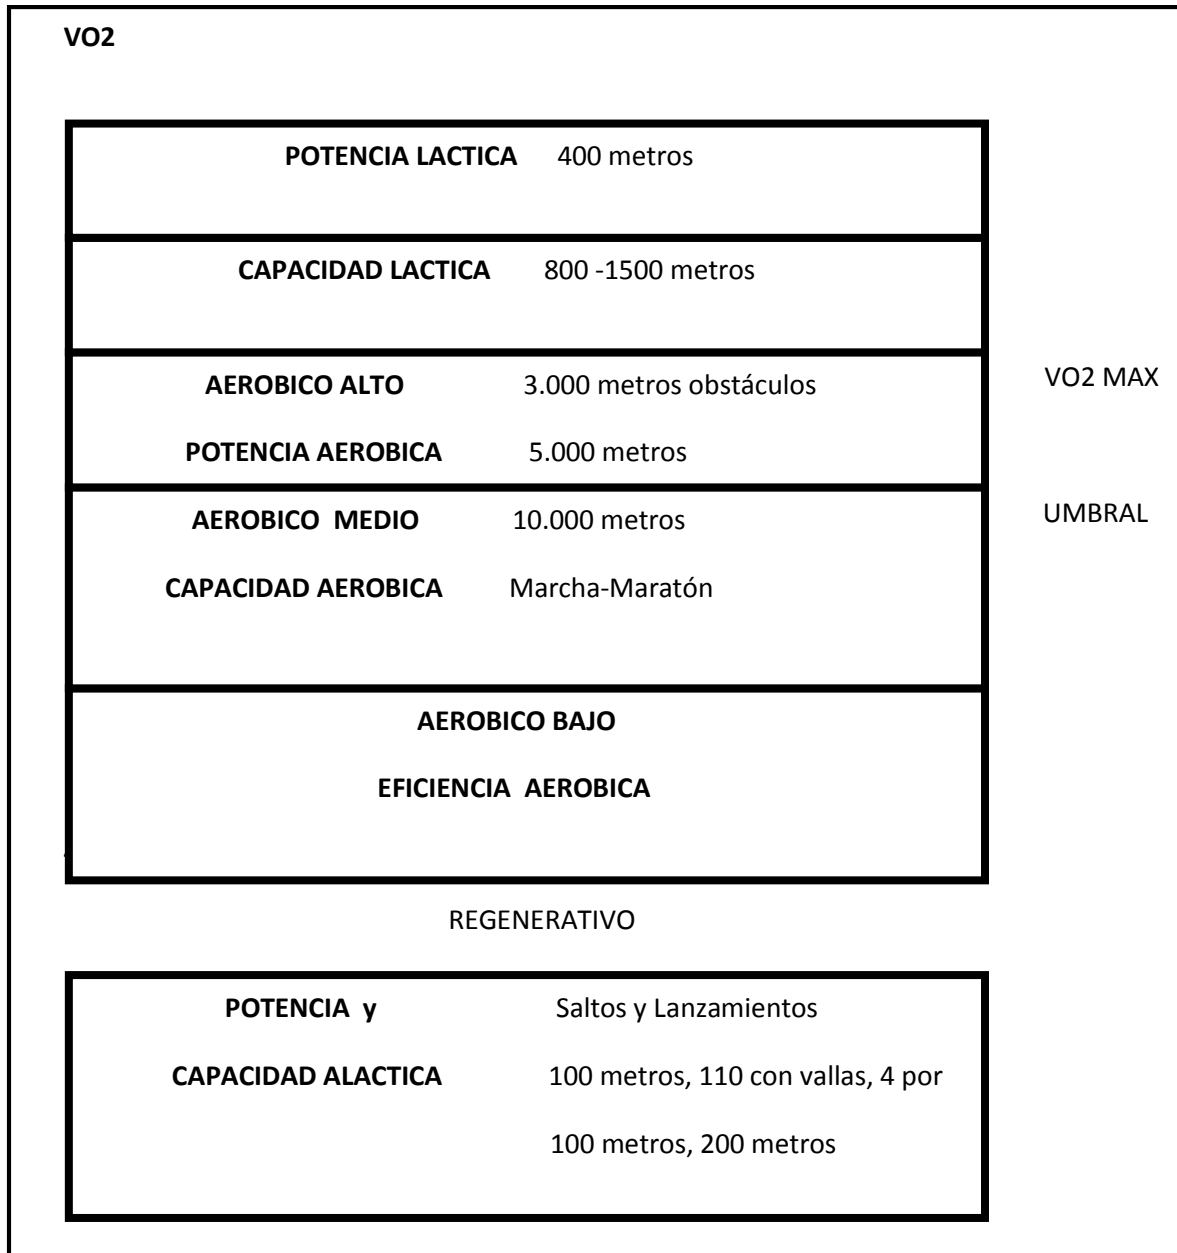 VO2
POTENCIA LACTICA 400 metros
CAPACIDAD LACTICA 800 -1500 metros
AEROBICO ALTO 3.000 metros obstáculos VO2 MAX
POTENCIA AEROBICA 5.000 metros
AEROBICO MEDIO 10.000 metros UMBRAL
CAPACIDAD AEROBICA Marcha-Maratón
AEROBICO BAJO
EFICIENCIA AEROBICA
REGENERATIVO
POTENCIA y Saltos y Lanzamientos
CAPACIDAD ALACTICA 100 metros, 110 con vallas, 4 por
100 metros, 200 metros